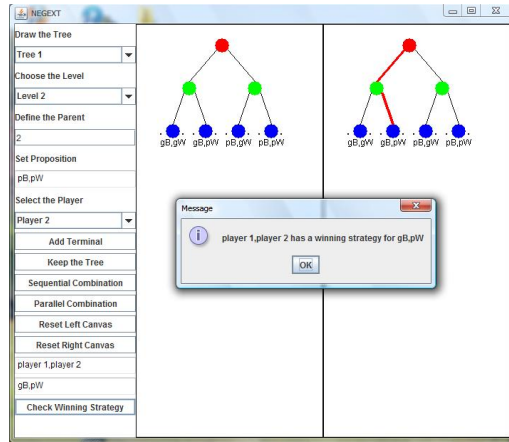 NEGEXT
Draw the Tree
Tree 1
Choose the Level
Level 2
Define the Parent
2
Set Proposition
pB,pW
Select the Player
Player 2
Add Terminal
Keep the Tree
Sequential Combination
Parallel Combination
Reset Left Canvas
Reset Right Canvas
player 1,player 2
gB,pW
Check Winning Strategy
gB,gW gB,pW pB,gW pB,pW
gB,gW gB,pW pB,gW pB,pW
Message
player 1,player 2 has a winning strategy for gB,pW
OK